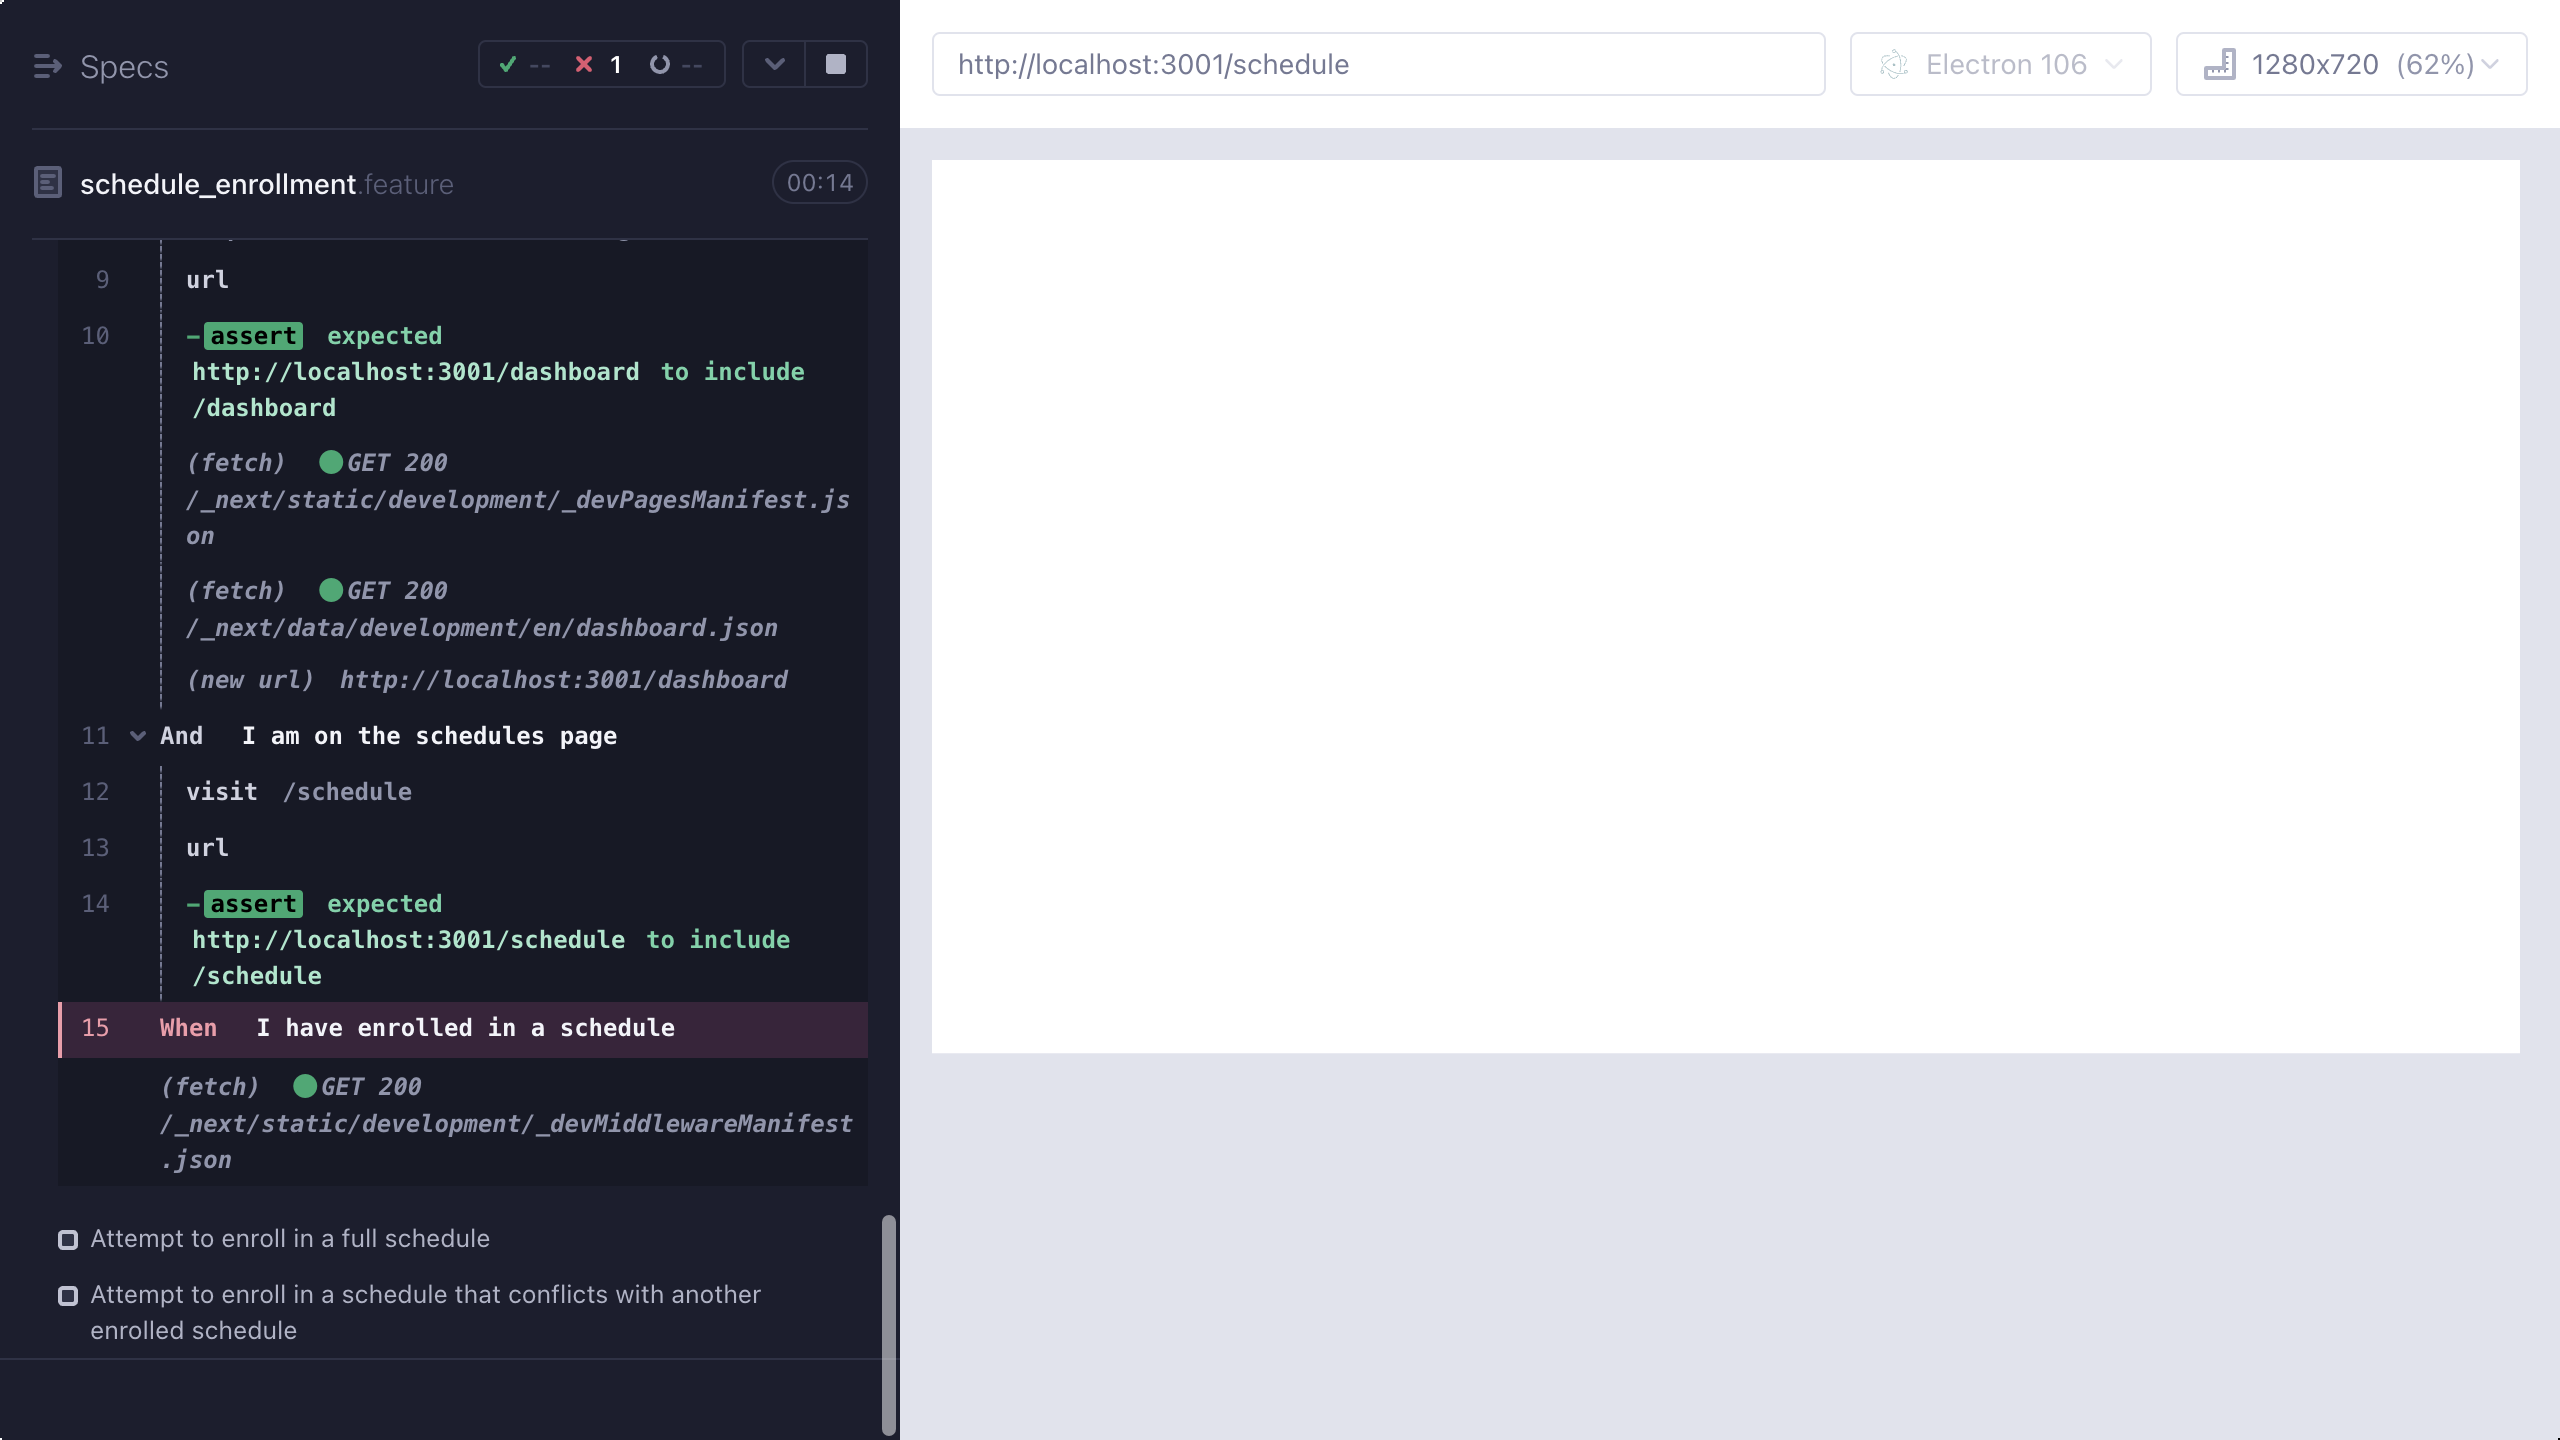 Specs
-- 1 --
schedule_enrollment.feature
00:14
9 url
10 -assert expected
http://localhost:3001/dashboard to include
/dashboard
(fetch) GET 200
/_next/static/development/_devPagesManifest.js
on
(fetch) GET 200
/_next/data/development/en/dashboard.json
(new url) http://localhost:3001/dashboard
11 And I am on the schedules page
12 visit /schedule
13 url
14 -assert expected
http://localhost:3001/schedule to include
/schedule
15 When I have enrolled in a schedule
(fetch) GET 200
/_next/static/development/_devMiddlewareManifest
.json
Attempt to enroll in a full schedule
Attempt to enroll in a schedule that conflicts with another
enrolled schedule
http://localhost:3001/schedule
Electron 106
1280x720 (62%)